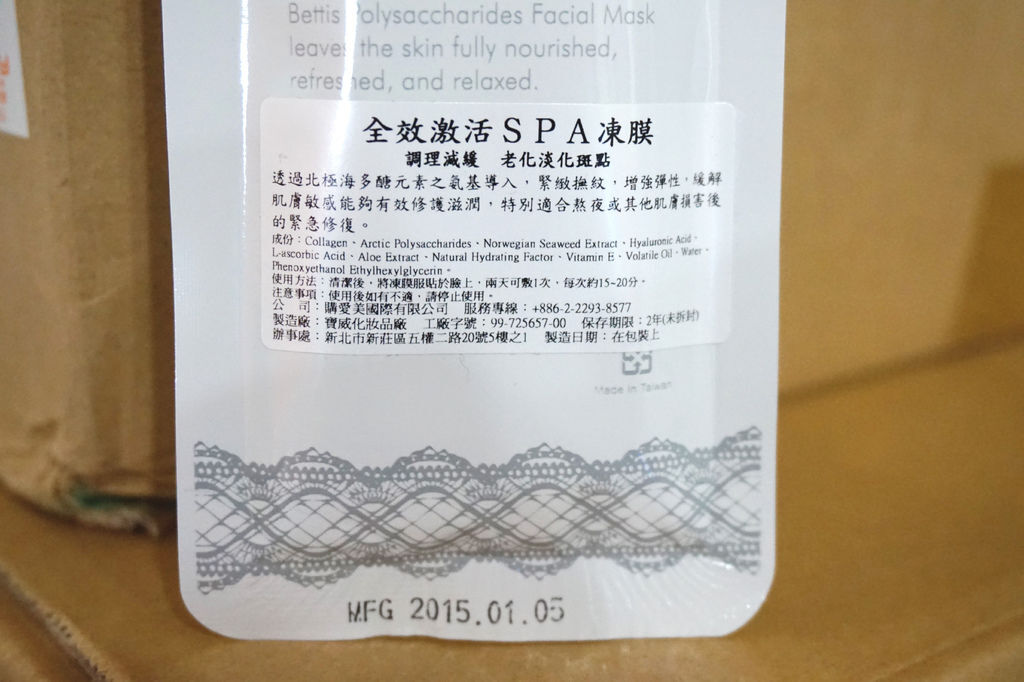 Bettis Polysaccharides Facial Mask
leaves the skin fully nourished,
refreshed, and relaxed.
全效激活SPA凍膜
調理減緩 老化淡化斑點
透過北極海多醣元素之氨基導入，緊緻撫紋，增強彈性，緩解
肌膚敏感能夠有效修護滋潤，特別適合熬夜或其他肌膚損害後
的緊急修復。
成份：Collagen、Arctic Polysaccharides、Norwegian Seaweed Extract、Hyaluronic Acid、
L-ascorbic Acid、Aloe Extract、Natural Hydrating Factor、Vitamin E、Volatile Oil、Water、
Phenoxyethanol Ethylhexylglycerin。
使用方法：清潔後，將凍膜服貼於臉上，兩天可敷1次，每次約15~20分。
注意事項：使用後如有不適，請停止使用。
公 司：購愛美國際有限公司 服務專線：+886-2-2293-8577
製造廠：寶威化妝品廠 工廠字號：99-725657-00 保存期限：2年(未拆封)
辦事處：新北市新莊區五權二路20號5樓之1 製造日期：在包裝上
Made in Taiwan
MFG 2015.01.05